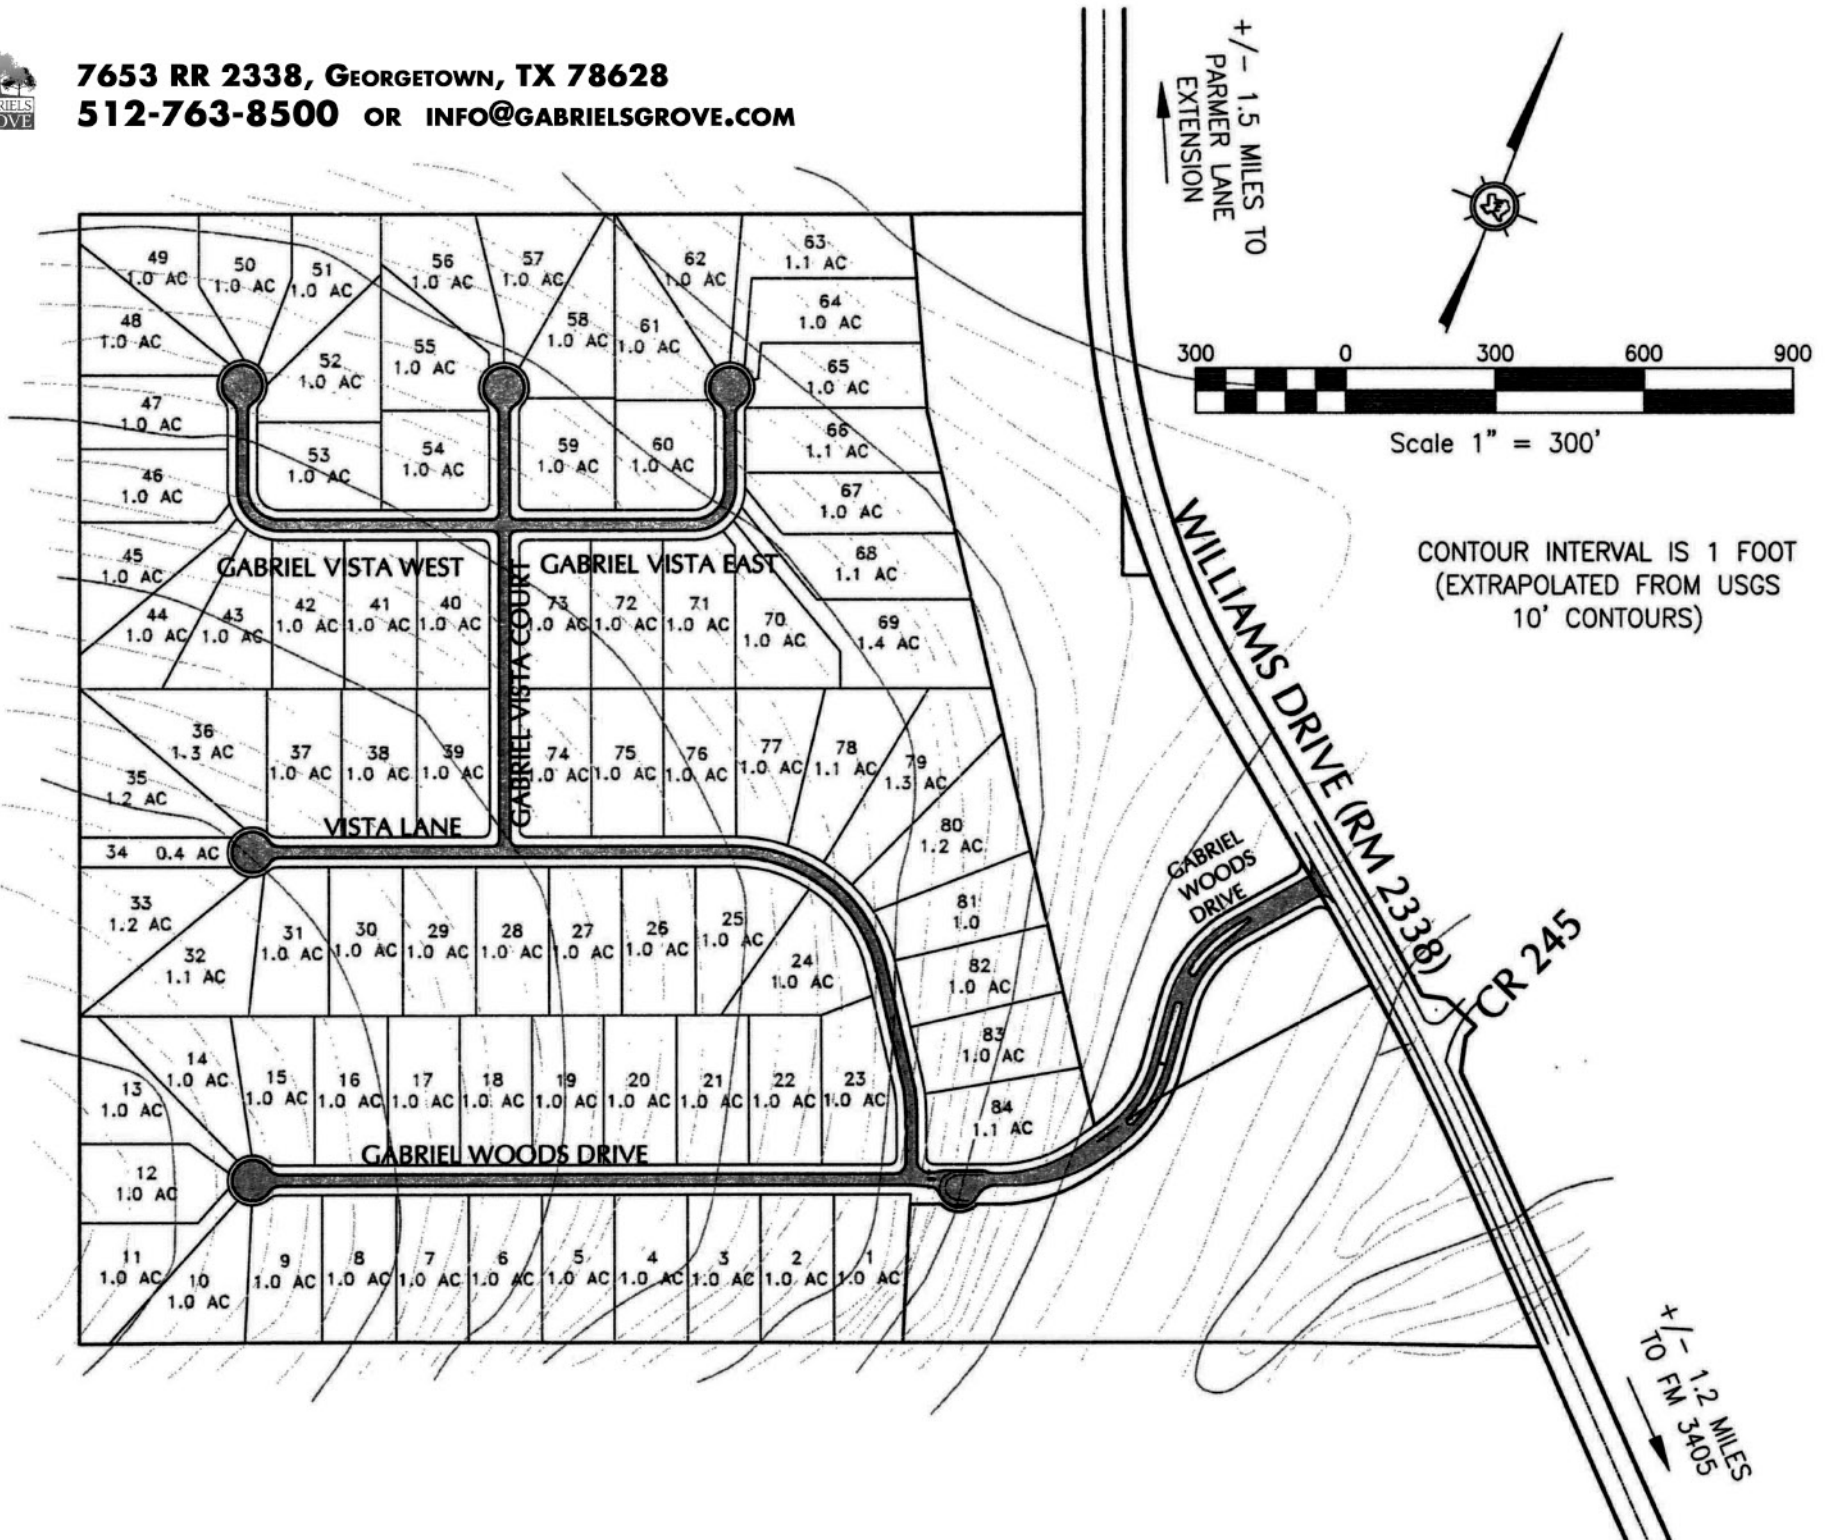 7653 RR 2338, GEORGETOWN, TX 78628
512-763-8500 OR INFO@GABRIELSGROVE.COM
+/- 1.5 MILES TO
PARMER LANE
EXTENSION
300 0 300 600 900
Scale 1" = 300'
CONTOUR INTERVAL IS 1 FOOT
(EXTRAPOLATED FROM USGS
10' CONTOURS)
49
1.0 AC
50
1.0 AC
51
1.0 AC
56
1.0 AC
57
1.0 AC
62
1.0 AC
63
1.1 AC
48
1.0 AC
52
1.0 AC
55
1.0 AC
58
1.0 AC
61
1.0 AC
64
1.0 AC
65
1.0 AC
47
1.0 AC
46
1.0 AC
53
1.0 AC
54
1.0 AC
59
1.0 AC
60
1.0 AC
66
1.1 AC
67
1.0 AC
68
1.1 AC
69
1.4 AC
GABRIEL VISTA WEST
GABRIEL VISTA EAST
GABRIEL VISTA COURT
45
1.0 AC
44
1.0 AC
43
1.0 AC
42
1.0 AC
41
1.0 AC
40
1.0 AC
73
1.0 AC
72
1.0 AC
71
1.0 AC
70
1.0 AC
36
1.3 AC
35
1.2 AC
37
1.0 AC
38
1.0 AC
39
1.0 AC
74
1.0 AC
75
1.0 AC
76
1.0 AC
77
1.0 AC
78
1.1 AC
79
1.3 AC
80
1.2 AC
VISTA LANE
34 0.4 AC
33
1.2 AC
32
1.1 AC
31
1.0 AC
30
1.0 AC
29
1.0 AC
28
1.0 AC
27
1.0 AC
26
1.0 AC
25
1.0 AC
24
1.0 AC
81
1.0
82
1.0 AC
83
1.0 AC
84
1.1 AC
14
1.0 AC
13
1.0 AC
15
1.0 AC
16
1.0 AC
17
1.0 AC
18
1.0 AC
19
1.0 AC
20
1.0 AC
21
1.0 AC
22
1.0 AC
23
1.0 AC
GABRIEL WOODS DRIVE
12
1.0 AC
11
1.0 AC
10
1.0 AC
9
1.0 AC
8
1.0 AC
7
1.0 AC
6
1.0 AC
5
1.0 AC
4
1.0 AC
3
1.0 AC
2
1.0 AC
1
1.0 AC
GABRIEL
WOODS
DRIVE
WILLIAMS DRIVE (RM 2338)
CR 245
+/- 1.2 MILES
TO FM 3405